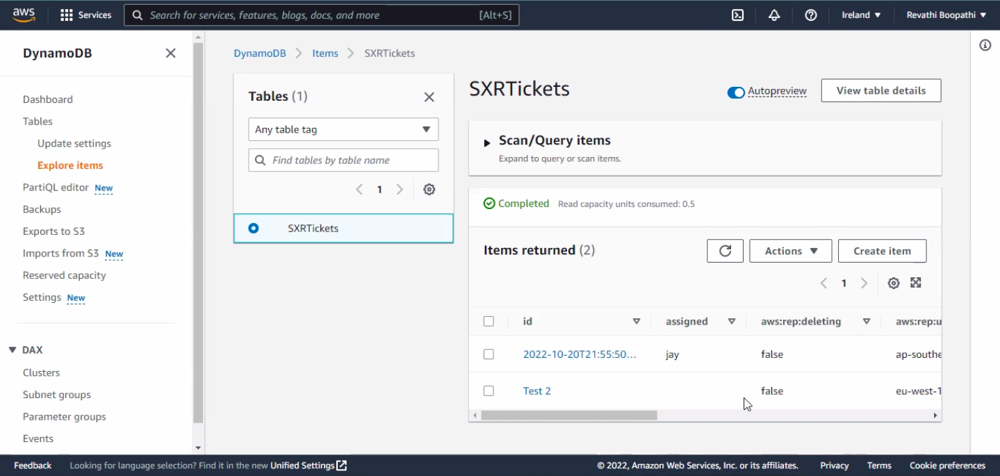 aws
Services
Search for services, features, blogs, docs, and more [Alt+S]
Ireland
Revathi Boopathi
DynamoDB
Dashboard
Tables
Update settings
Explore items
PartiQL editor New
Backups
Exports to S3
Imports from S3 New
Reserved capacity
Settings New
DAX
Clusters
Subnet groups
Parameter groups
Events
DynamoDB Items SXRTickets
Tables (1)
Any table tag
Find tables by table name
1
SXRTickets
SXRTickets
Autopreview
View table details
Scan/Query items
Expand to query or scan items.
Completed Read capacity units consumed: 0.5
Items returned (2)
Actions
Create item
1
id assigned aws:rep:deleting aws:rep:u
2022-10-20T21:55:50... jay false ap-southe
Test 2 false eu-west-1
Feedback Looking for language selection? Find it in the new Unified Settings
© 2022, Amazon Web Services, Inc. or its affiliates. Privacy Terms Cookie preferences